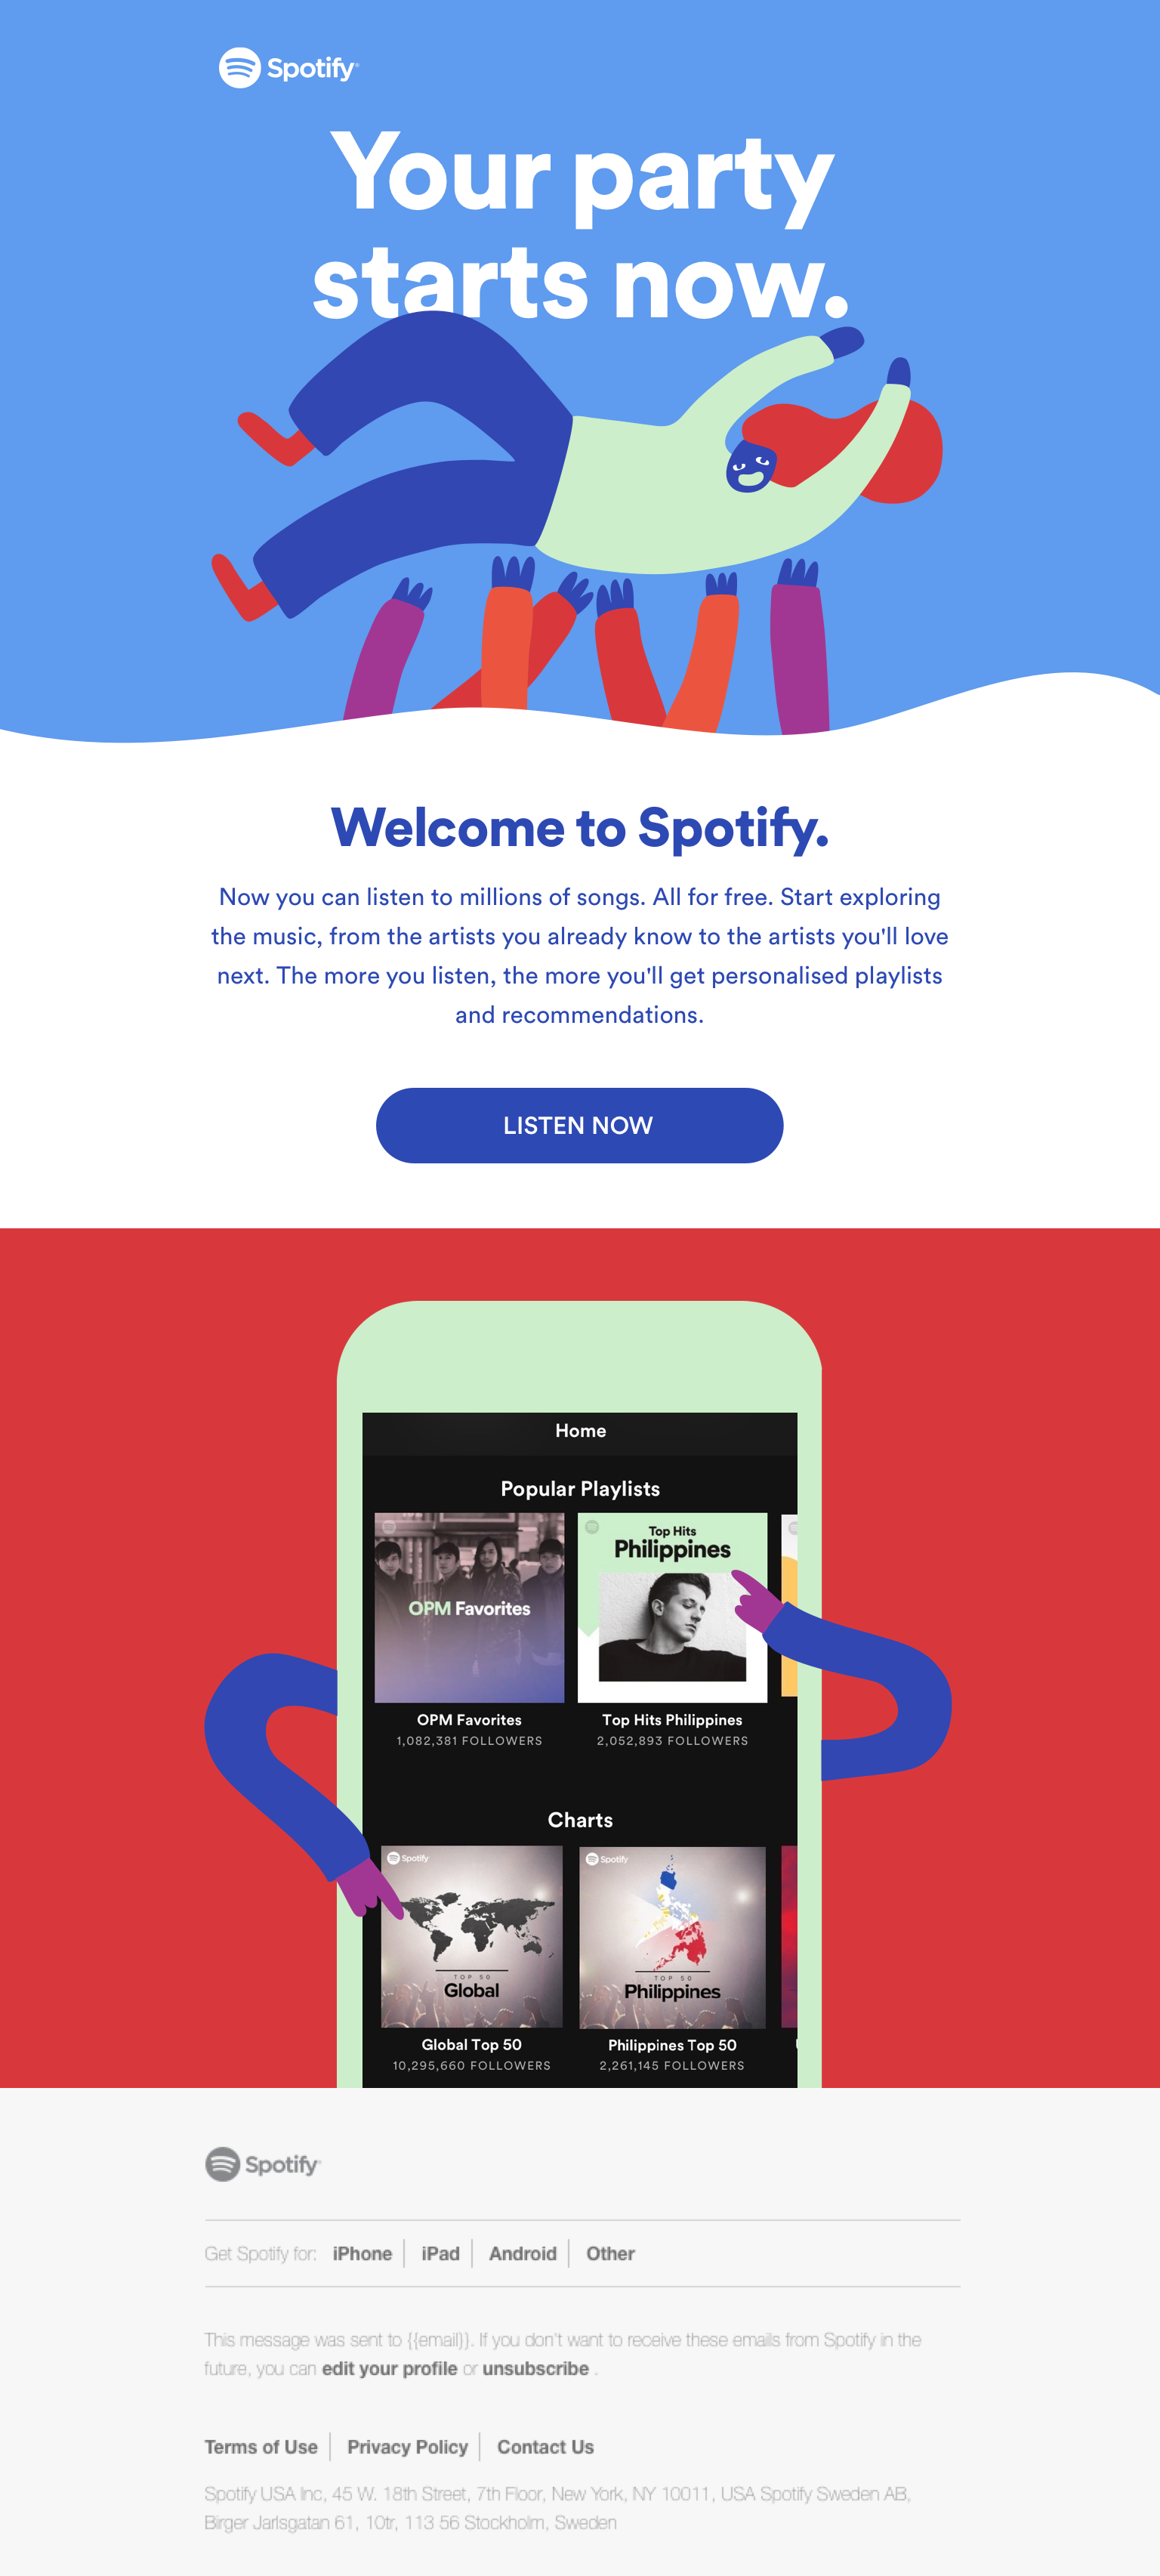 Spotify
Your party
starts now.
Welcome to Spotify.
Now you can listen to millions of songs. All for free. Start exploring
the music, from the artists you already know to the artists you'll love
next. The more you listen, the more you'll get personalised playlists
and recommendations.
LISTEN NOW
Home
Popular Playlists
OPM Favorites
Top Hits
Philippines
OPM Favorites
1,082,381 FOLLOWERS
Top Hits Philippines
2,052,893 FOLLOWERS
Charts
Spotify
TOP 50
Global
Spotify
TOP 50
Philippines
Global Top 50
10,295,660 FOLLOWERS
Philippines Top 50
2,261,145 FOLLOWERS
Spotify
Get Spotify for: iPhone iPad Android Other
This message was sent to {{email}}. If you don't want to receive these emails from Spotify in the
future, you can edit your profile or unsubscribe .
Terms of Use Privacy Policy Contact Us
Spotify USA Inc, 45 W. 18th Street, 7th Floor, New York, NY 10011, USA Spotify Sweden AB,
Birger Jarlsgatan 61, 10tr, 113 56 Stockholm, Sweden